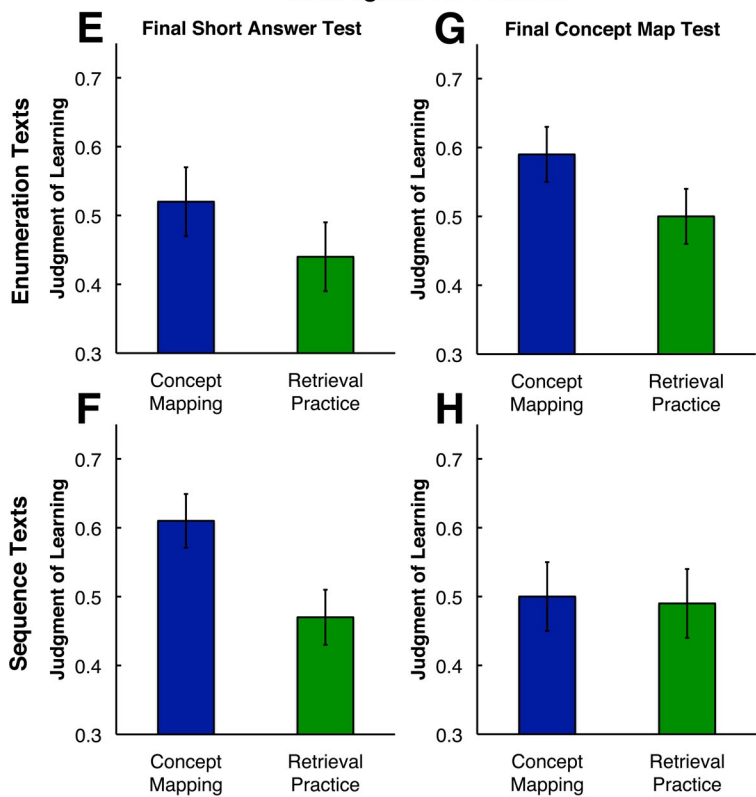 E
Final Short Answer Test
G
Final Concept Map Test
Enumeration Texts
Judgment of Learning
0.7
0.6
0.5
0.4
0.3
Concept
Mapping
Retrieval
Practice
Judgment of Learning
0.7
0.6
0.5
0.4
0.3
Concept
Mapping
Retrieval
Practice
F
H
Sequence Texts
Judgment of Learning
0.7
0.6
0.5
0.4
0.3
Concept
Mapping
Retrieval
Practice
Judgment of Learning
0.7
0.6
0.5
0.4
0.3
Concept
Mapping
Retrieval
Practice